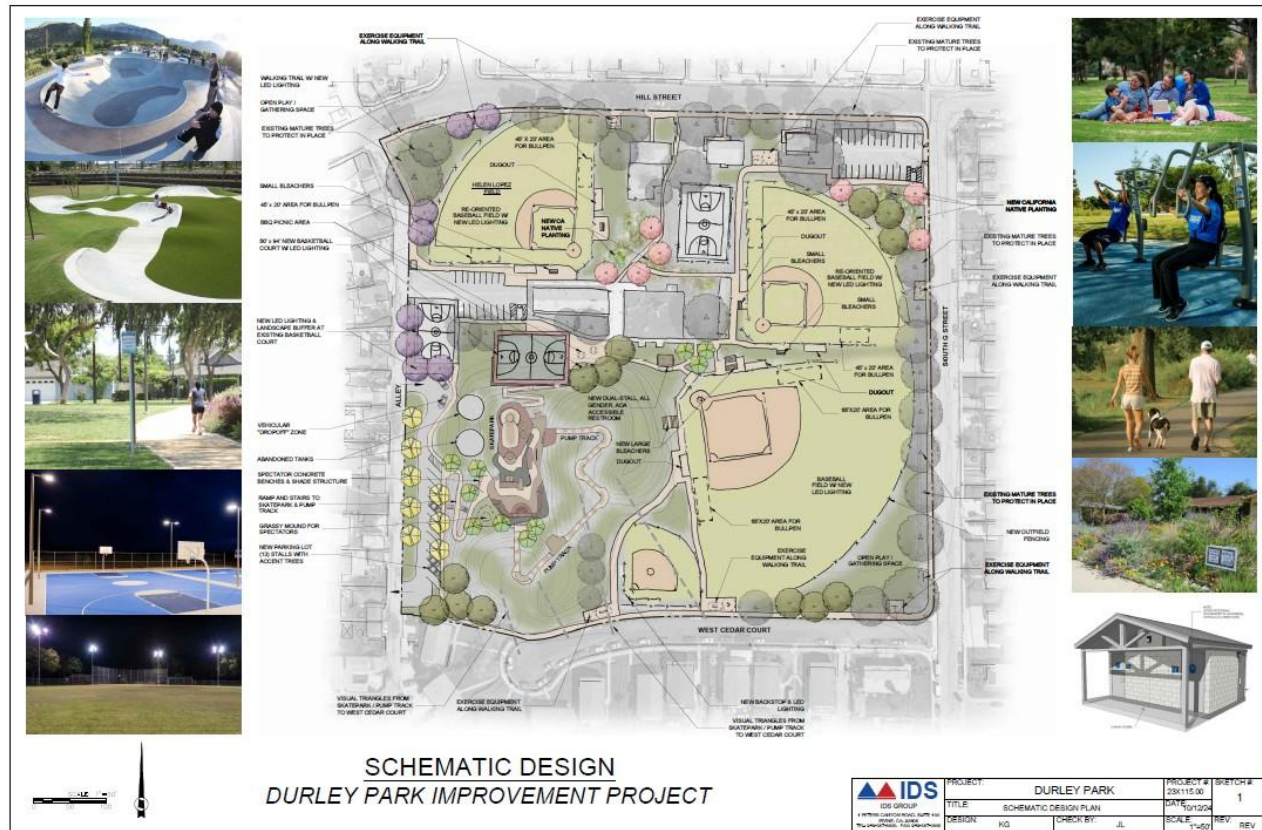 EXERCISE EQUIPMENT
ALONG WALKING TRAIL
EXERCISE EQUIPMENT
ALONG WALKING TRAIL
EXISTING MATURE TREES
TO PROTECT IN PLACE
WALKING TRAIL W/ NEW
LED LIGHTING
OPEN PLAY /
GATHERING SPACE
EXISTING MATURE TREES
TO PROTECT IN PLACE
SMALL BLEACHERS
45' x 20' AREA FOR BULLPEN
BBQ PICNIC AREA
50' x 94' NEW BASKETBALL
COURT W/ LED LIGHTING
NEW LED LIGHTING &
LANDSCAPE BUFFER AT
EXISTING BASKETBALL
COURT
VEHICULAR
"DROPOFF" ZONE
ABANDONED TANKS
SPECTATOR CONCRETE
BENCHES & SHADE STRUCTURE
RAMP AND STAIRS TO
SKATEPARK & PUMP
TRACK
GRASSY MOUND FOR
SPECTATORS
NEW PARKING LOT
(13) STALLS WITH
ACCENT TREES
HILL STREET
45' X 20' AREA
FOR BULLPEN
DUGOUT
HELEN LOPEZ
FIELD
RE-ORIENTED
BASEBALL FIELD W/
NEW LED LIGHTING
NEW CA
NATIVE
PLANTING
45' x 20' AREA
FOR BULLPEN
DUGOUT
SMALL
BLEACHERS
RE-ORIENTED
BASEBALL FIELD W/
NEW LED LIGHTING
SMALL
BLEACHERS
NEW CALIFORNIA
NATIVE PLANTING
EXISTING MATURE TREES
TO PROTECT IN PLACE
EXERCISE EQUIPMENT
ALONG WALKING TRAIL
SOUTH G STREET
45' x 20' AREA
FOR BULLPEN
DUGOUT
65'X20' AREA FOR
BULLPEN
ALLEY
SKATEPARK
PUMP TRACK
NEW DUAL-STALL, ALL
GENDER, ADA
ACCESSIBLE
RESTROOM
NEW LARGE
BLEACHERS
DUGOUT
BASEBALL
FIELD W/ NEW
LED LIGHTING
65'X20' AREA FOR
BULLPEN
EXERCISE
EQUIPMENT ALONG
WALKING TRAIL
OPEN PLAY /
GATHERING SPACE
EXISTING MATURE TREES
TO PROTECT IN PLACE
NEW OUTFIELD
FENCING
EXERCISE EQUIPMENT
ALONG WALKING TRAIL
PUMP TRACK
WEST CEDAR COURT
VISUAL TRIANGLES FROM
SKATEPARK / PUMP TRACK
TO WEST CEDAR COURT
EXERCISE EQUIPMENT
ALONG WALKING TRAIL
NEW BACKSTOP & LED
LIGHTING
VISUAL TRIANGLES FROM
SKATEPARK / PUMP TRACK
TO WEST CEDAR COURT
SCHEMATIC DESIGN
DURLEY PARK IMPROVEMENT PROJECT
IDS
IDS GROUP
PROJECT: DURLEY PARK
PROJECT # 23X115.00
SKETCH #: 1
TITLE: SCHEMATIC DESIGN PLAN
DATE: 10/12/24
DESIGN: KG
CHECK BY: JL
SCALE: 1"=50'
REV: REV